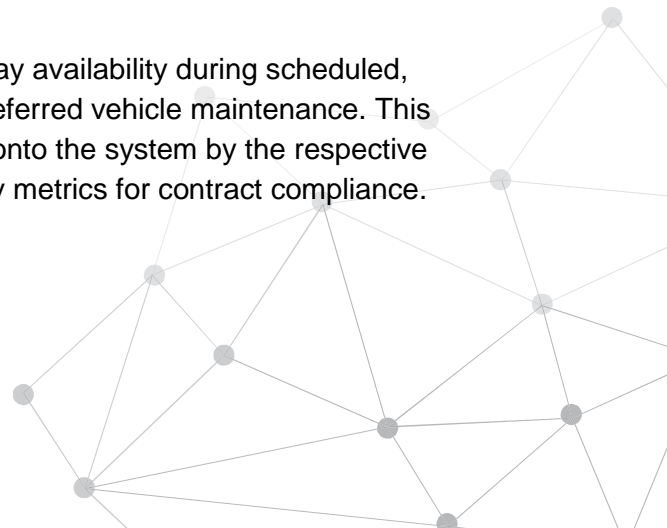 ay availability during scheduled,
eferred vehicle maintenance. This
onto the system by the respective
y metrics for contract compliance.